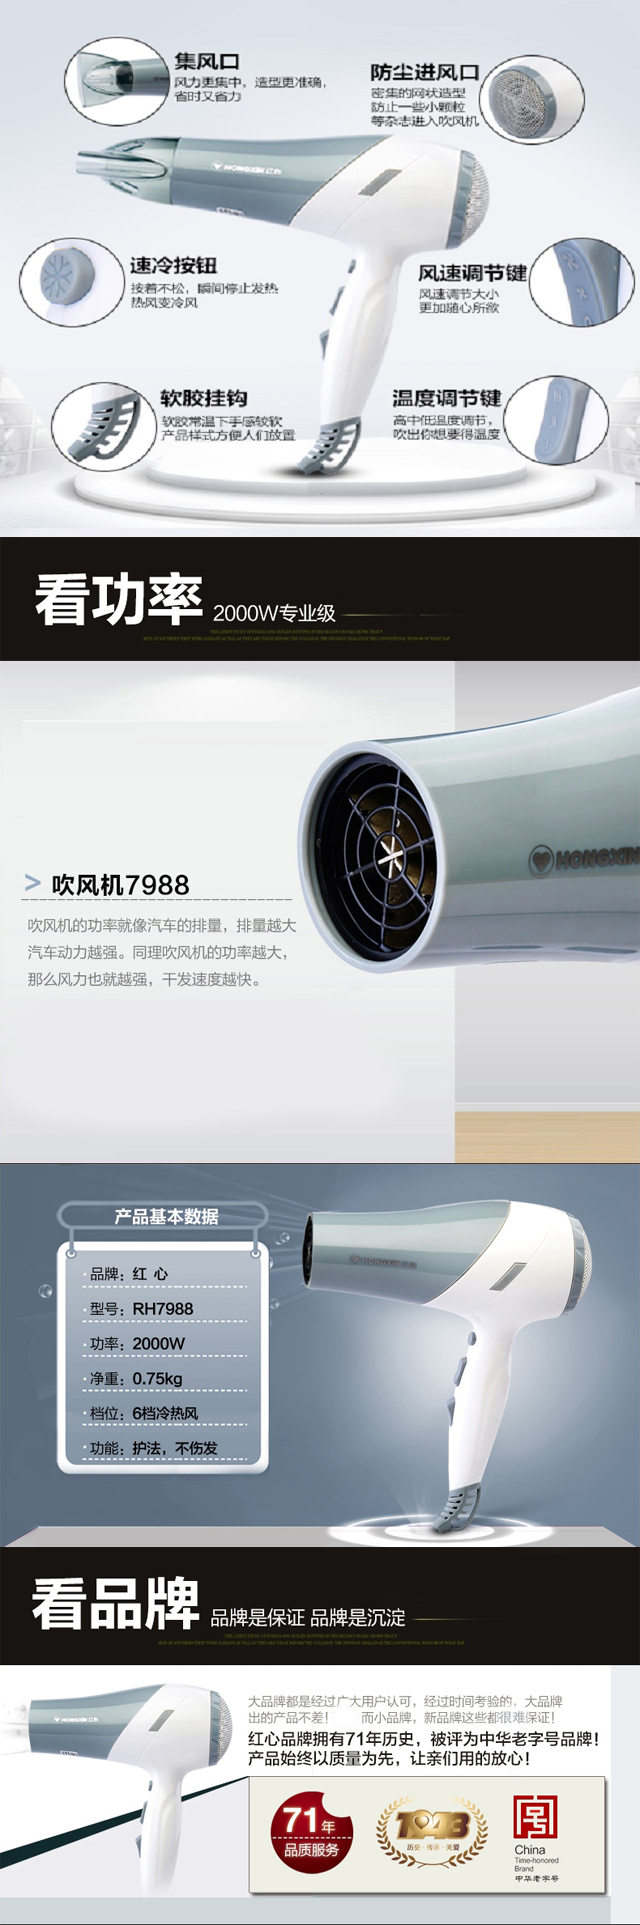 集风口
风力更集中，造型更准确，
省时又省力
防尘进风口
密集的网状造型
防止一些小颗粒
等杂志进入吹风机
HONGXIN 红心
速冷按钮
按着不松，瞬间停止发热
热风变冷风
风速调节键
风速调节大小
更加随心所欲
软胶挂钩
软胶常温下手感较软
产品样式方便人们放置
温度调节键
高中低温度调节，
吹出你想要得温度
看功率 2000W专业级
HONGXIN
> 吹风机7988
吹风机的功率就像汽车的排量，排量越大
汽车动力越强。同理吹风机的功率越大，
那么风力也就越强，干发速度越快。
产品基本数据
·品牌：红 心
·型号：RH7988
·功率：2000W
·净重：0.75kg
·档位：6档冷热风
·功能：护法，不伤发
HONGXIN 红心
看品牌 品牌是保证 品牌是沉淀
HONGXIN 红心
大品牌都是经过广大用户认可，经过时间考验的，大品牌
出的产品不差！ 而小品牌，新品牌这些都很难保证！
红心品牌拥有71年历史，被评为中华老字号品牌！
产品始终以质量为先，让亲们用的放心！
71年
品质服务
1943
历史·传承·关爱
China
Time-honored
Brand
中华老字号